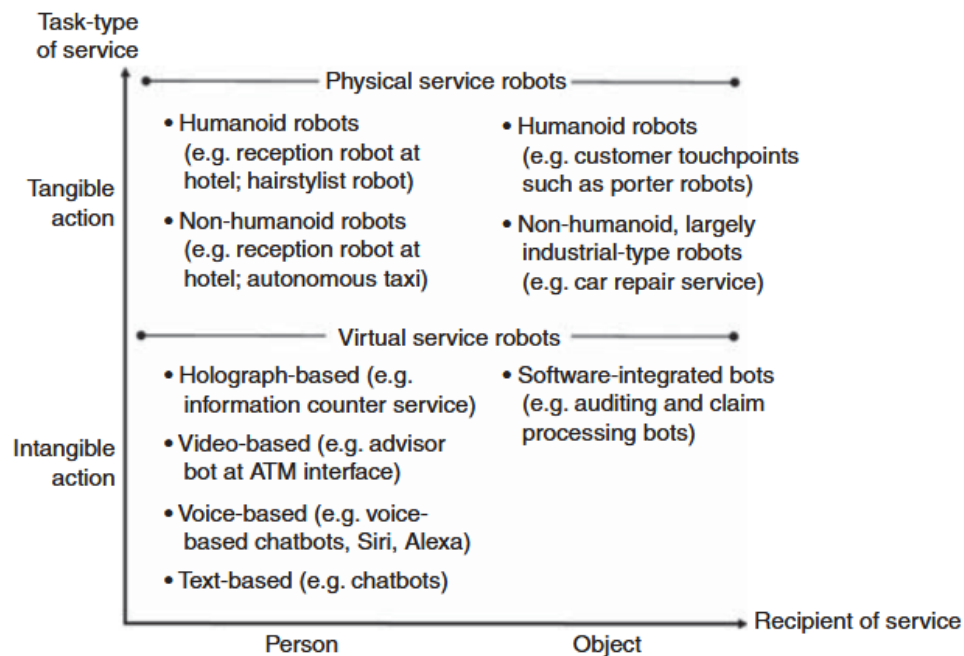 Task-type
of service
Physical service robots
• Humanoid robots
(e.g. reception robot at
hotel; hairstylist robot)
• Non-humanoid robots
(e.g. reception robot at
hotel; autonomous taxi)
• Humanoid robots
(e.g. customer touchpoints
such as porter robots)
• Non-humanoid, largely
industrial-type robots
(e.g. car repair service)
Tangible
action
Virtual service robots
• Holograph-based (e.g.
information counter service)
• Video-based (e.g. advisor
bot at ATM interface)
• Voice-based (e.g. voice-
based chatbots, Siri, Alexa)
• Text-based (e.g. chatbots)
• Software-integrated bots
(e.g. auditing and claim
processing bots)
Intangible
action
Person
Object
Recipient of service